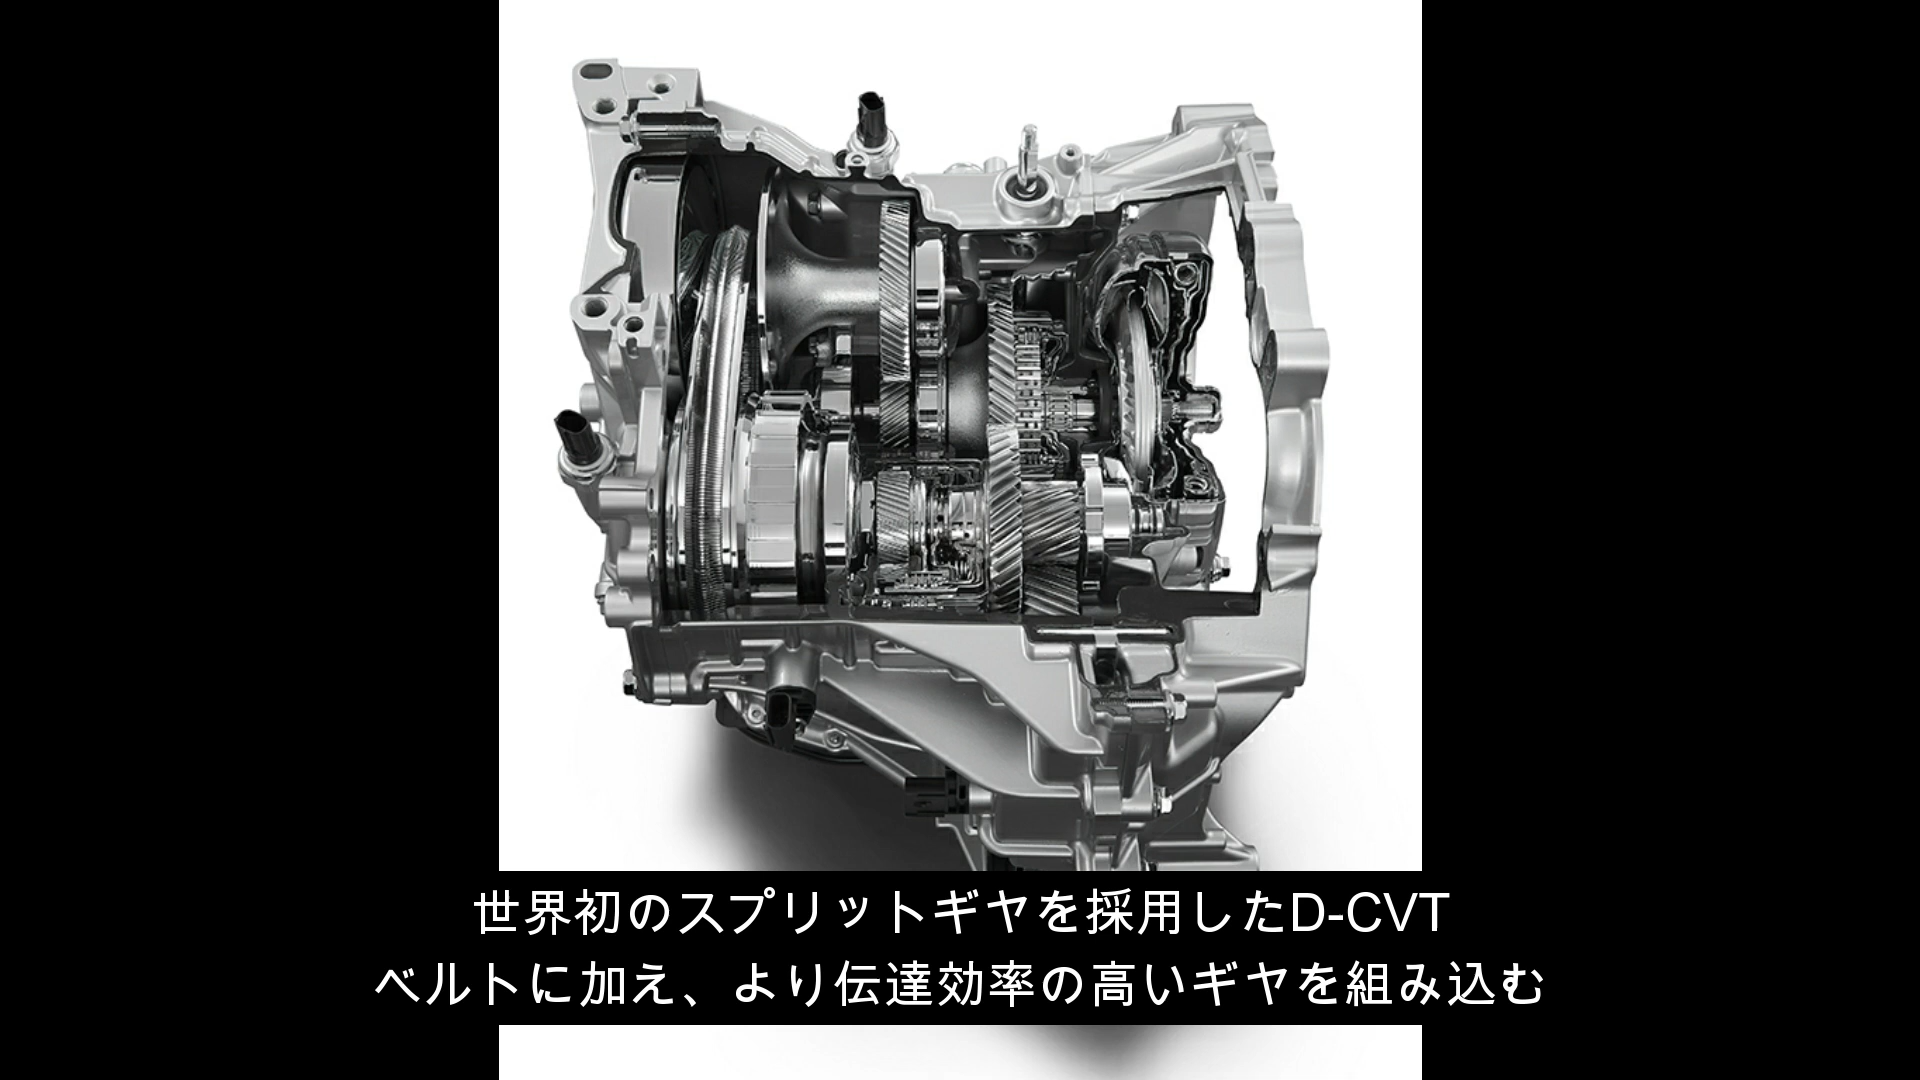 世界初のスプリットギヤを採用したD-CVT
ベルトに加え、より伝達効率の高いギヤを組み込む